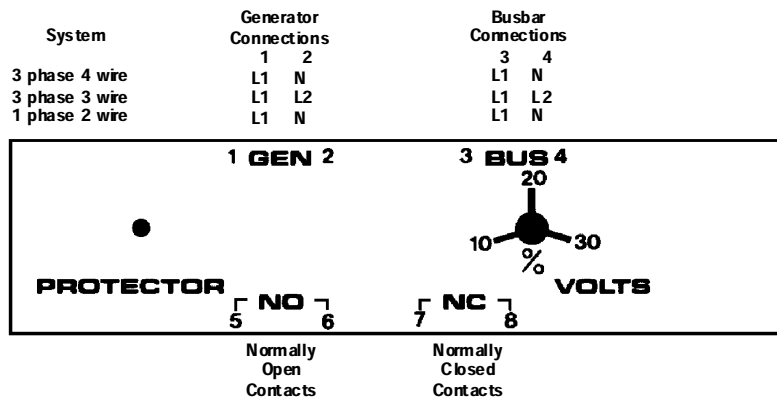 System
Generator
Connections
Busbar
Connections
1 2
3 4
3 phase 4 wire L1 N L1 N
3 phase 3 wire L1 L2 L1 L2
1 phase 2 wire L1 N L1 N
1 GEN 2
3 BUS 4
20
10 30
%
PROTECTOR
VOLTS
NO
5 6
NC
7 8
Normally
Open
Contacts
Normally
Closed
Contacts